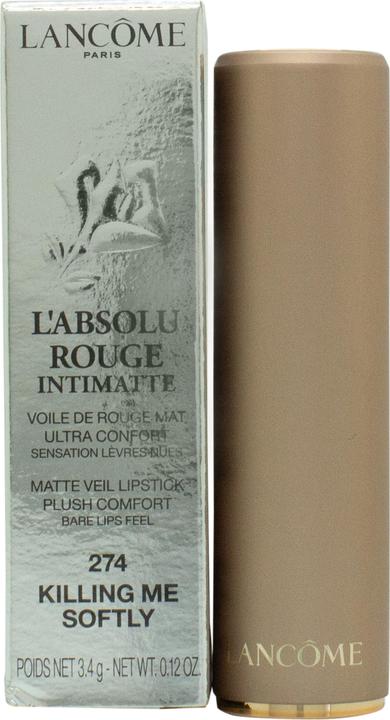 LANCÔME
PARIS
L'ABSOLU
ROUGE
INTIMATTE
VOILE DE ROUGE MAT
ULTRA CONFORT
SENSATION LÈVRES NUES
MATTE VEIL LIPSTICK
PLUSH COMFORT
BARE LIPS FEEL
274
KILLING ME
SOFTLY
POIDS NET 3.4 g - NET WT. 0.12 OZ.
LANCÔME